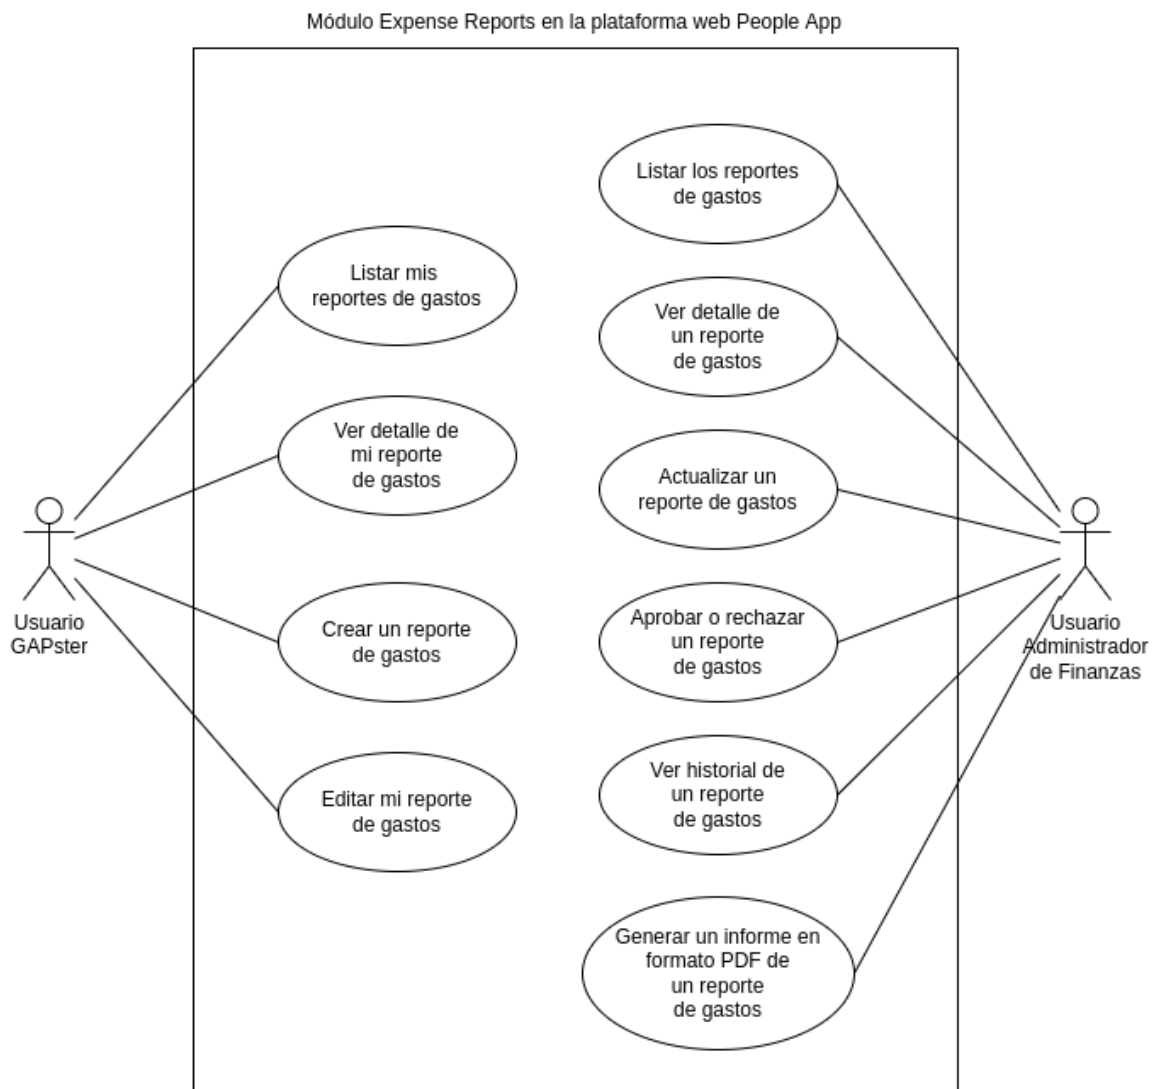 Módulo Expense Reports en la plataforma web People App
Listar los reportes
de gastos
Listar mis
reportes de gastos
Ver detalle de
un reporte
de gastos
Ver detalle de
mi reporte
de gastos
Actualizar un
reporte de gastos
Usuario
GAPster
Usuario
Administrador
de Finanzas
Crear un reporte
de gastos
Aprobar o rechazar
un reporte
de gastos
Editar mi reporte
de gastos
Ver historial de
un reporte
de gastos
Generar un informe en
formato PDF de
un reporte
de gastos